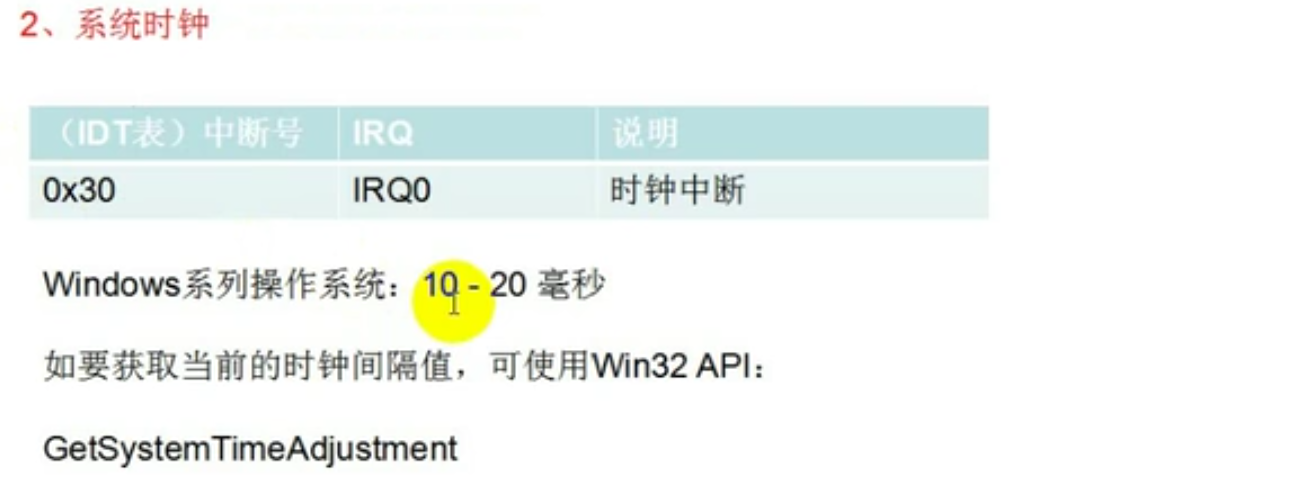 2、系统时钟
（IDT表）中断号 IRQ 说明
0x30 IRQ0 时钟中断
Windows系列操作系统：10 - 20 毫秒
如要获取当前的时钟间隔值，可使用Win32 API：
GetSystemTimeAdjustment